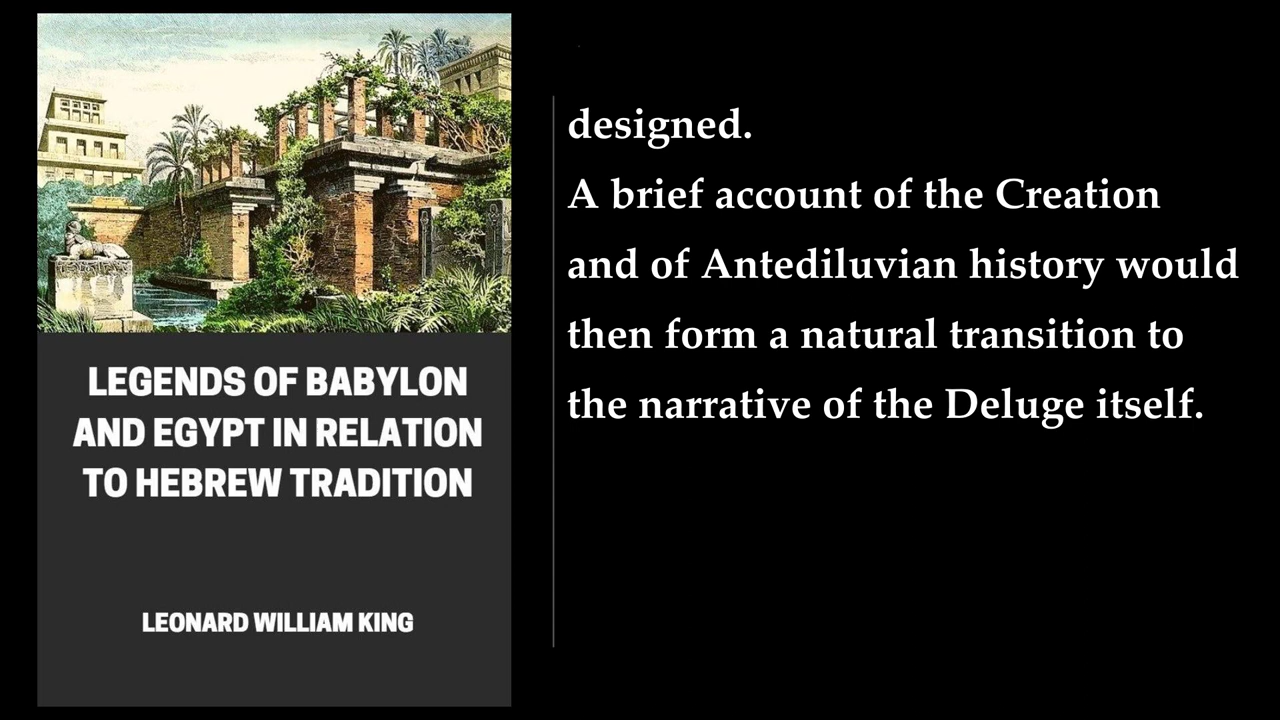 LEGENDS OF BABYLON
AND EGYPT IN RELATION
TO HEBREW TRADITION
LEONARD WILLIAM KING
designed.
A brief account of the Creation
and of Antediluvian history would
then form a natural transition to
the narrative of the Deluge itself.